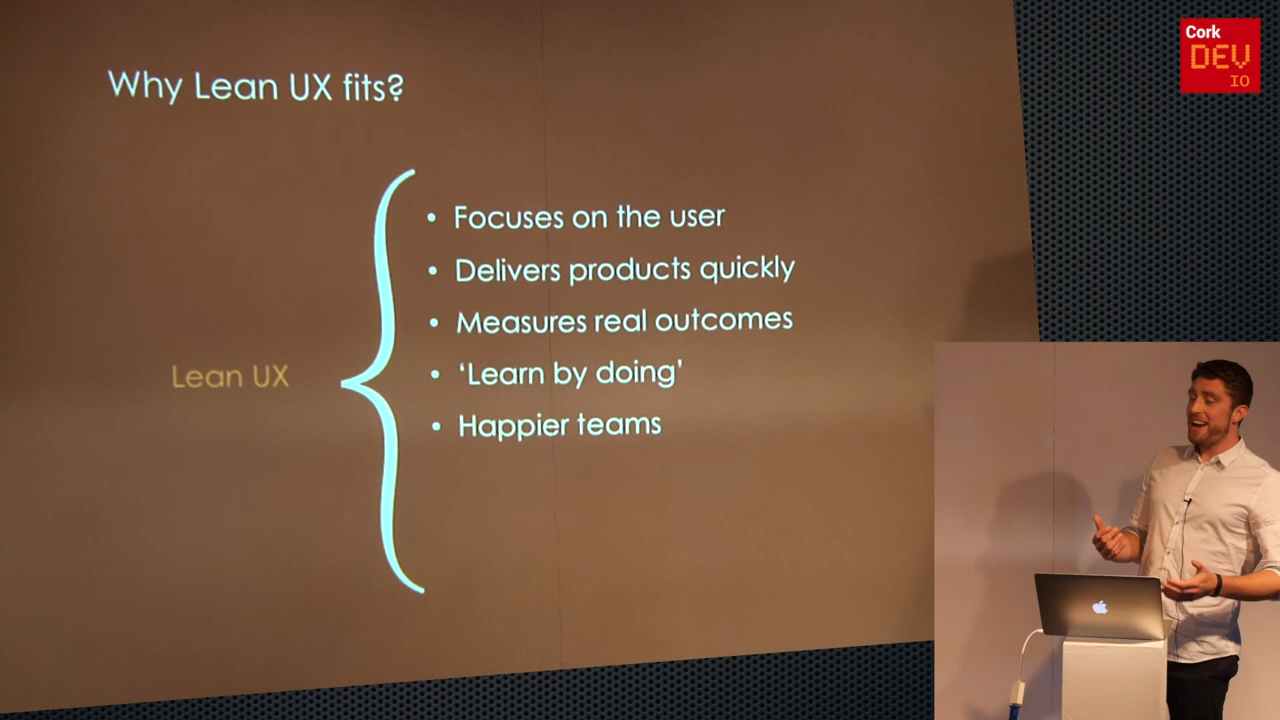 Why Lean UX fits?
Lean UX
• Focuses on the user
• Delivers products quickly
• Measures real outcomes
• ‘Learn by doing’
• Happier teams
Cork
DEV
IO